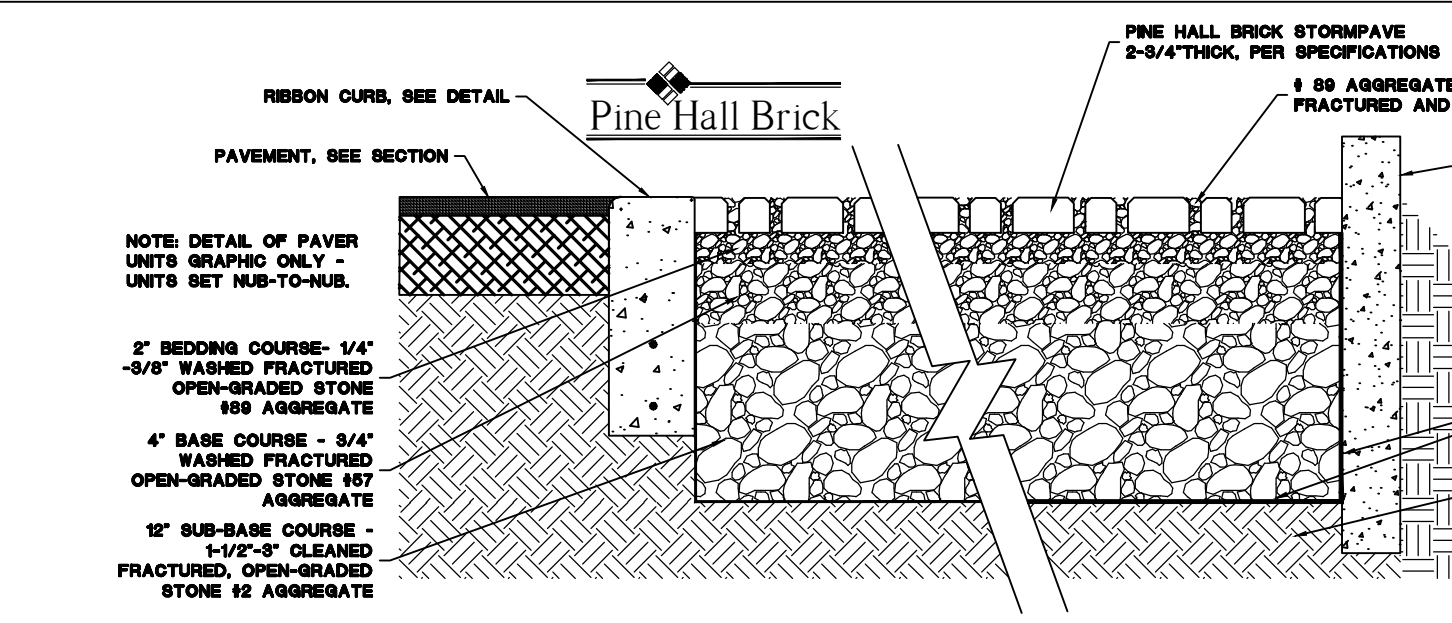 PINE HALL BRICK STORMPAVE
2-3/4"THICK, PER SPECIFICATIONS
# 89 AGGREGATE
FRACTURED AND
RIBBON CURB, SEE DETAIL
Pine Hall Brick
PAVEMENT, SEE SECTION
NOTE: DETAIL OF PAVER
UNITS GRAPHIC ONLY -
UNITS SET NUB-TO-NUB.
2" BEDDING COURSE- 1/4"
-3/8" WASHED FRACTURED
OPEN-GRADED STONE
#89 AGGREGATE
4" BASE COURSE - 3/4"
WASHED FRACTURED
OPEN-GRADED STONE #57
AGGREGATE
12" SUB-BASE COURSE -
1-1/2"-3" CLEANED
FRACTURED, OPEN-GRADED
STONE #2 AGGREGATE